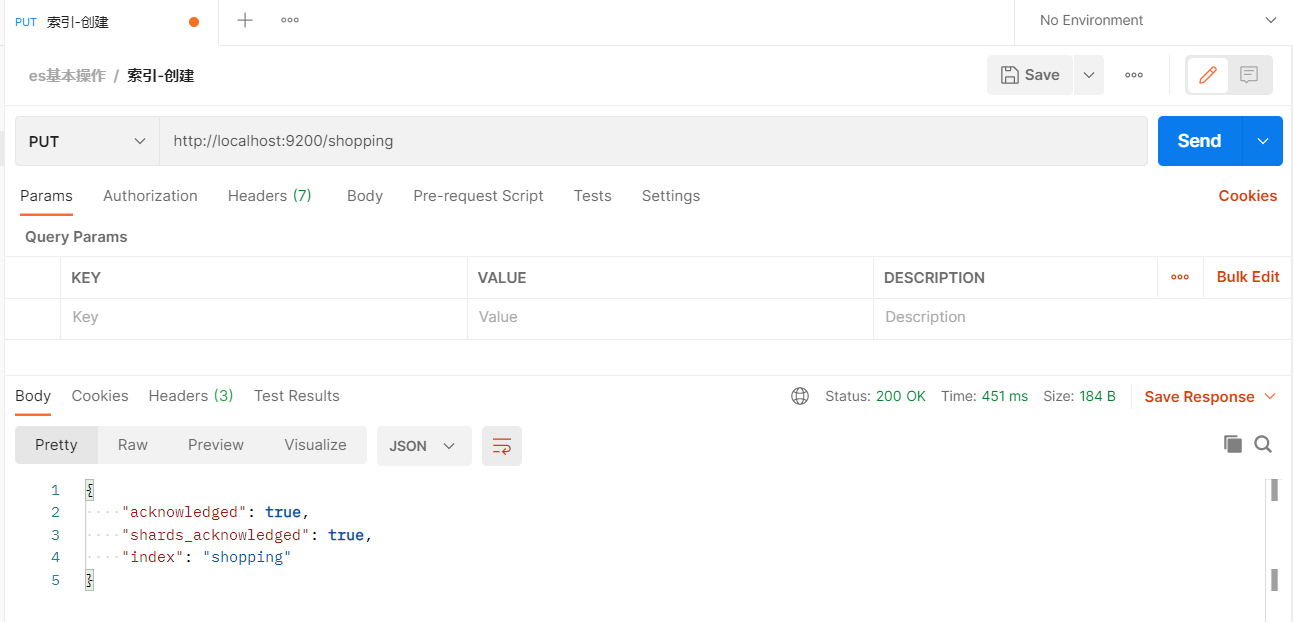 PUT 索引-创建 No Environment
es基本操作 / 索引-创建 Save
PUT http://localhost:9200/shopping Send
Params Authorization Headers (7) Body Pre-request Script Tests Settings Cookies
Query Params
KEY VALUE DESCRIPTION Bulk Edit
Key Value Description
Body Cookies Headers (3) Test Results Status: 200 OK Time: 451 ms Size: 184 B Save Response
Pretty Raw Preview Visualize JSON
1 {
2 "acknowledged": true,
3 "shards_acknowledged": true,
4 "index": "shopping"
5 }